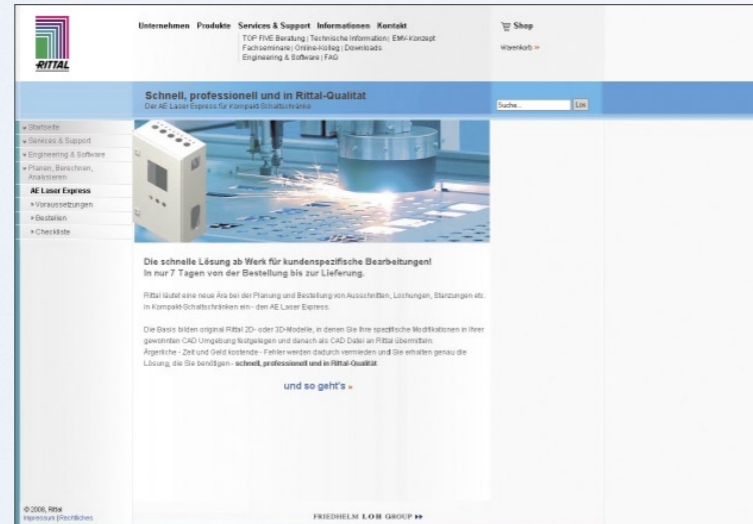 RITTAL
Unternehmen Produkte Services & Support Informationen Kontakt
TOP FIVE Beratung | Technische Information | EMV-Konzept
Fachseminare | Online-Kolleg | Downloads
Engineering & Software | FAQ
Shop
Warenkorb »
Schnell, professionell und in Rittal-Qualität
Der AE Laser Express für Kompakt-Schaltschränke
Suche... Los
Startseite
Services & Support
Engineering & Software
Planen, Berechnen,
Analysieren
AE Laser Express
Voraussetzungen
Bestellen
Checkliste
Die schnelle Lösung ab Werk für kundenspezifische Bearbeitungen!
In nur 7 Tagen von der Bestellung bis zur Lieferung.
Rittal läutet eine neue Ära bei der Planung und Bestellung von Ausschnitten, Lochungen, Stanzungen etc.
in Kompakt-Schaltschränken ein - den AE Laser Express.
Die Basis bilden original Rittal 2D- oder 3D-Modelle, in denen Sie Ihre spezifische Modifikationen in Ihrer
gewohnten CAD Umgebung festgelegen und danach als CAD Datei an Rittal übermitteln.
Ärgerliche - Zeit und Geld kostende - Fehler werden dadurch vermieden und Sie erhalten genau die
Lösung, die Sie benötigen - schnell, professionell und in Rittal-Qualität.
und so geht's »
© 2008, Rittal
Impressum | Rechtliches
FRIEDHELM LOH GROUP